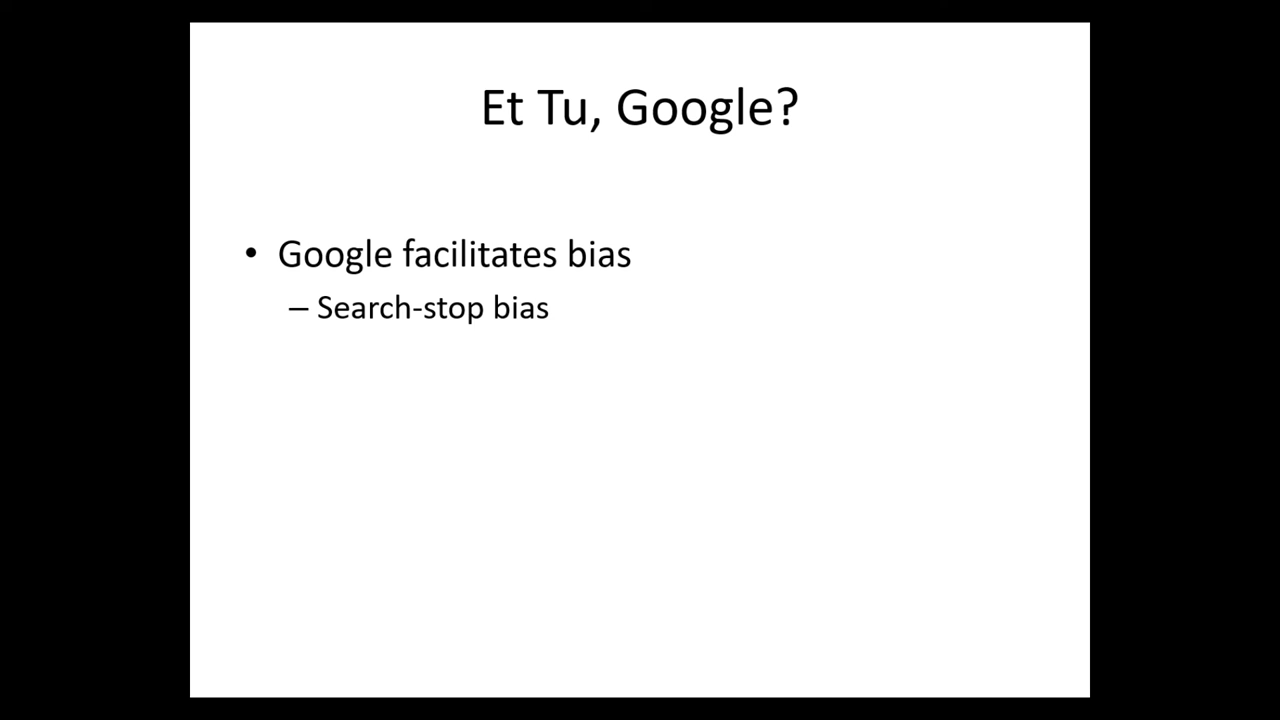 Et Tu, Google?
• Google facilitates bias
– Search-stop bias